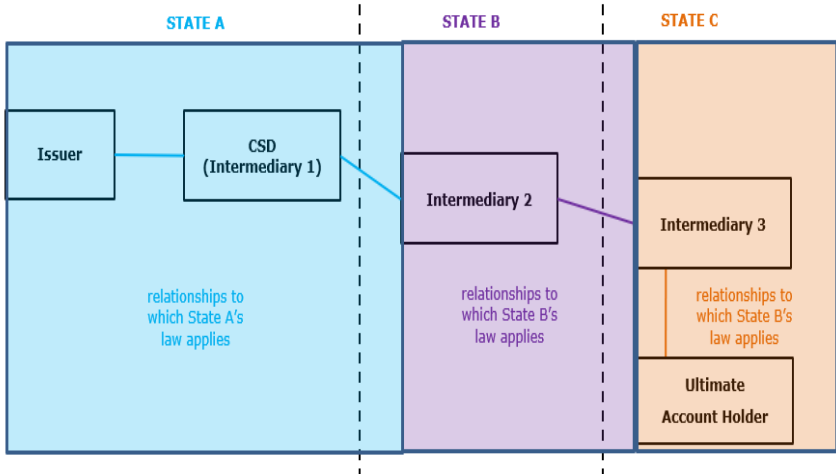 STATE A
STATE B
STATE C
Issuer
CSD
(Intermediary 1)
Intermediary 2
Intermediary 3
relationships to
which State A's
law applies
relationships to
which State B's
law applies
relationships to
which State B's
law applies
Ultimate
Account Holder